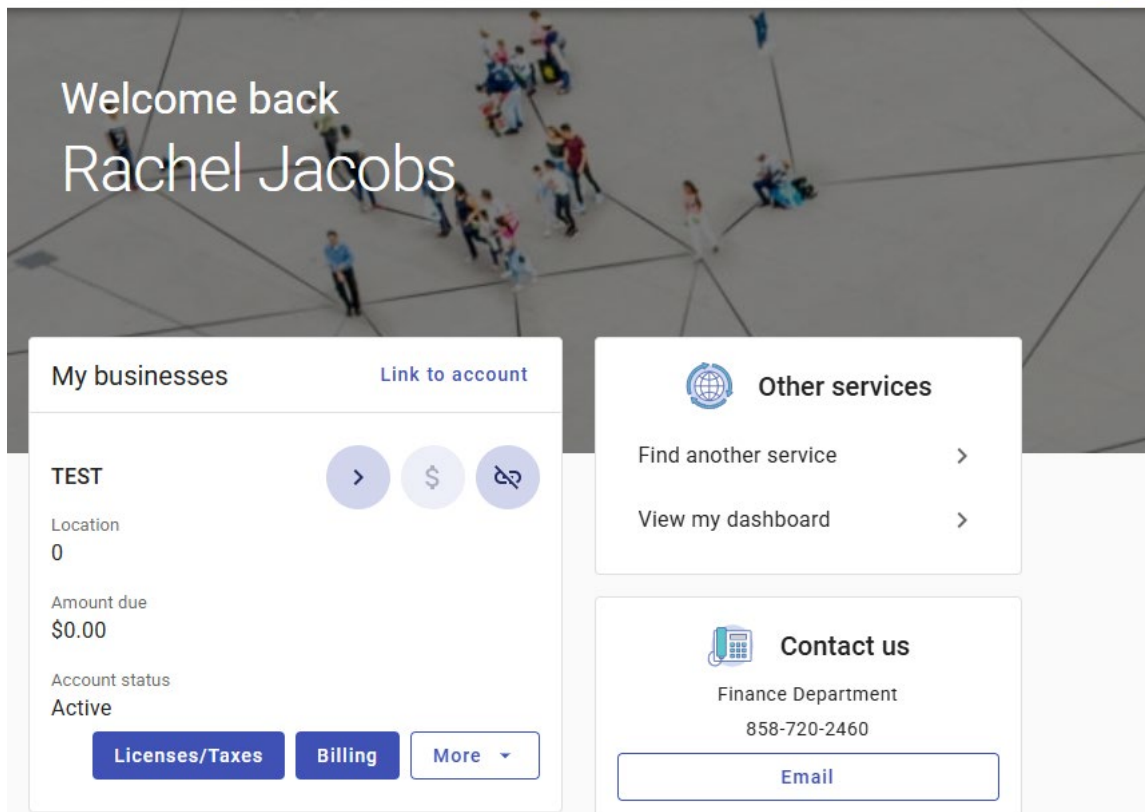 Welcome back
Rachel Jacobs
My businesses
Link to account
TEST
$
Location
0
Amount due
$0.00
Account status
Active
Licenses/Taxes
Billing
More
Other services
Find another service
View my dashboard
Contact us
Finance Department
858-720-2460
Email